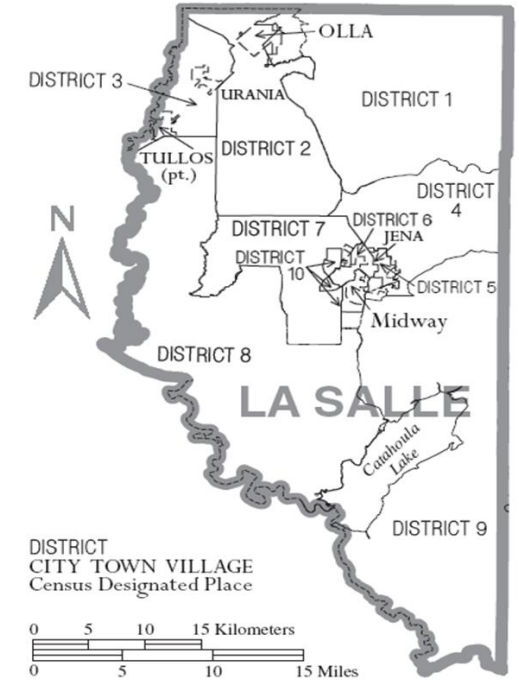 OLLA
DISTRICT 3
URANIA
DISTRICT 1
TULLOS
(pt.)
DISTRICT 2
DISTRICT
4
N
DISTRICT 7
DISTRICT 6
JENA
DISTRICT
10
DISTRICT 5
Midway
DISTRICT 8
LA SALLE
Catahoula
Lake
DISTRICT 9
DISTRICT
CITY TOWN VILLAGE
Census Designated Place
0 5 10 15 Kilometers
0 5 10 15 Miles